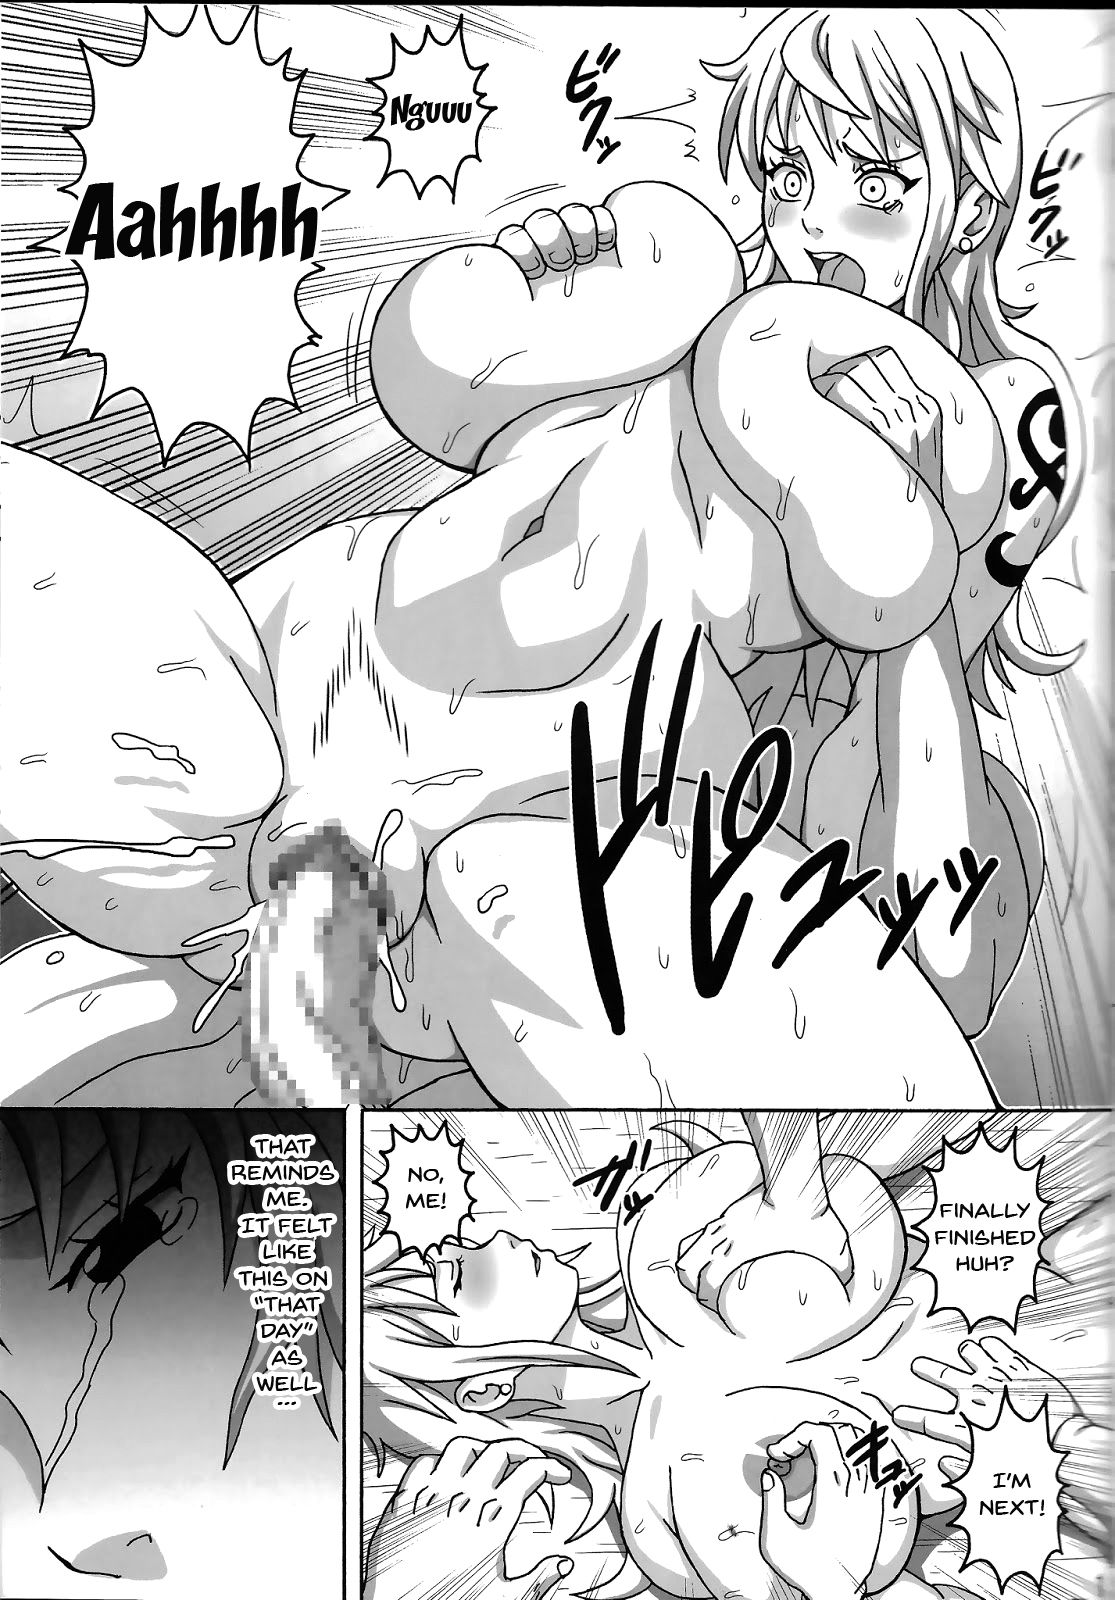 ビクッ
ビクッ
Nguuu
Aahhhh
ドピュッッ
FINALLY
FINISHED
HUH?
ガッ
NO,
ME!
キュッ
I'M
NEXT!
THAT
REMINDS
ME.
IT FELT
LIKE
THIS ON
"THAT
DAY"
AS
WELL
...